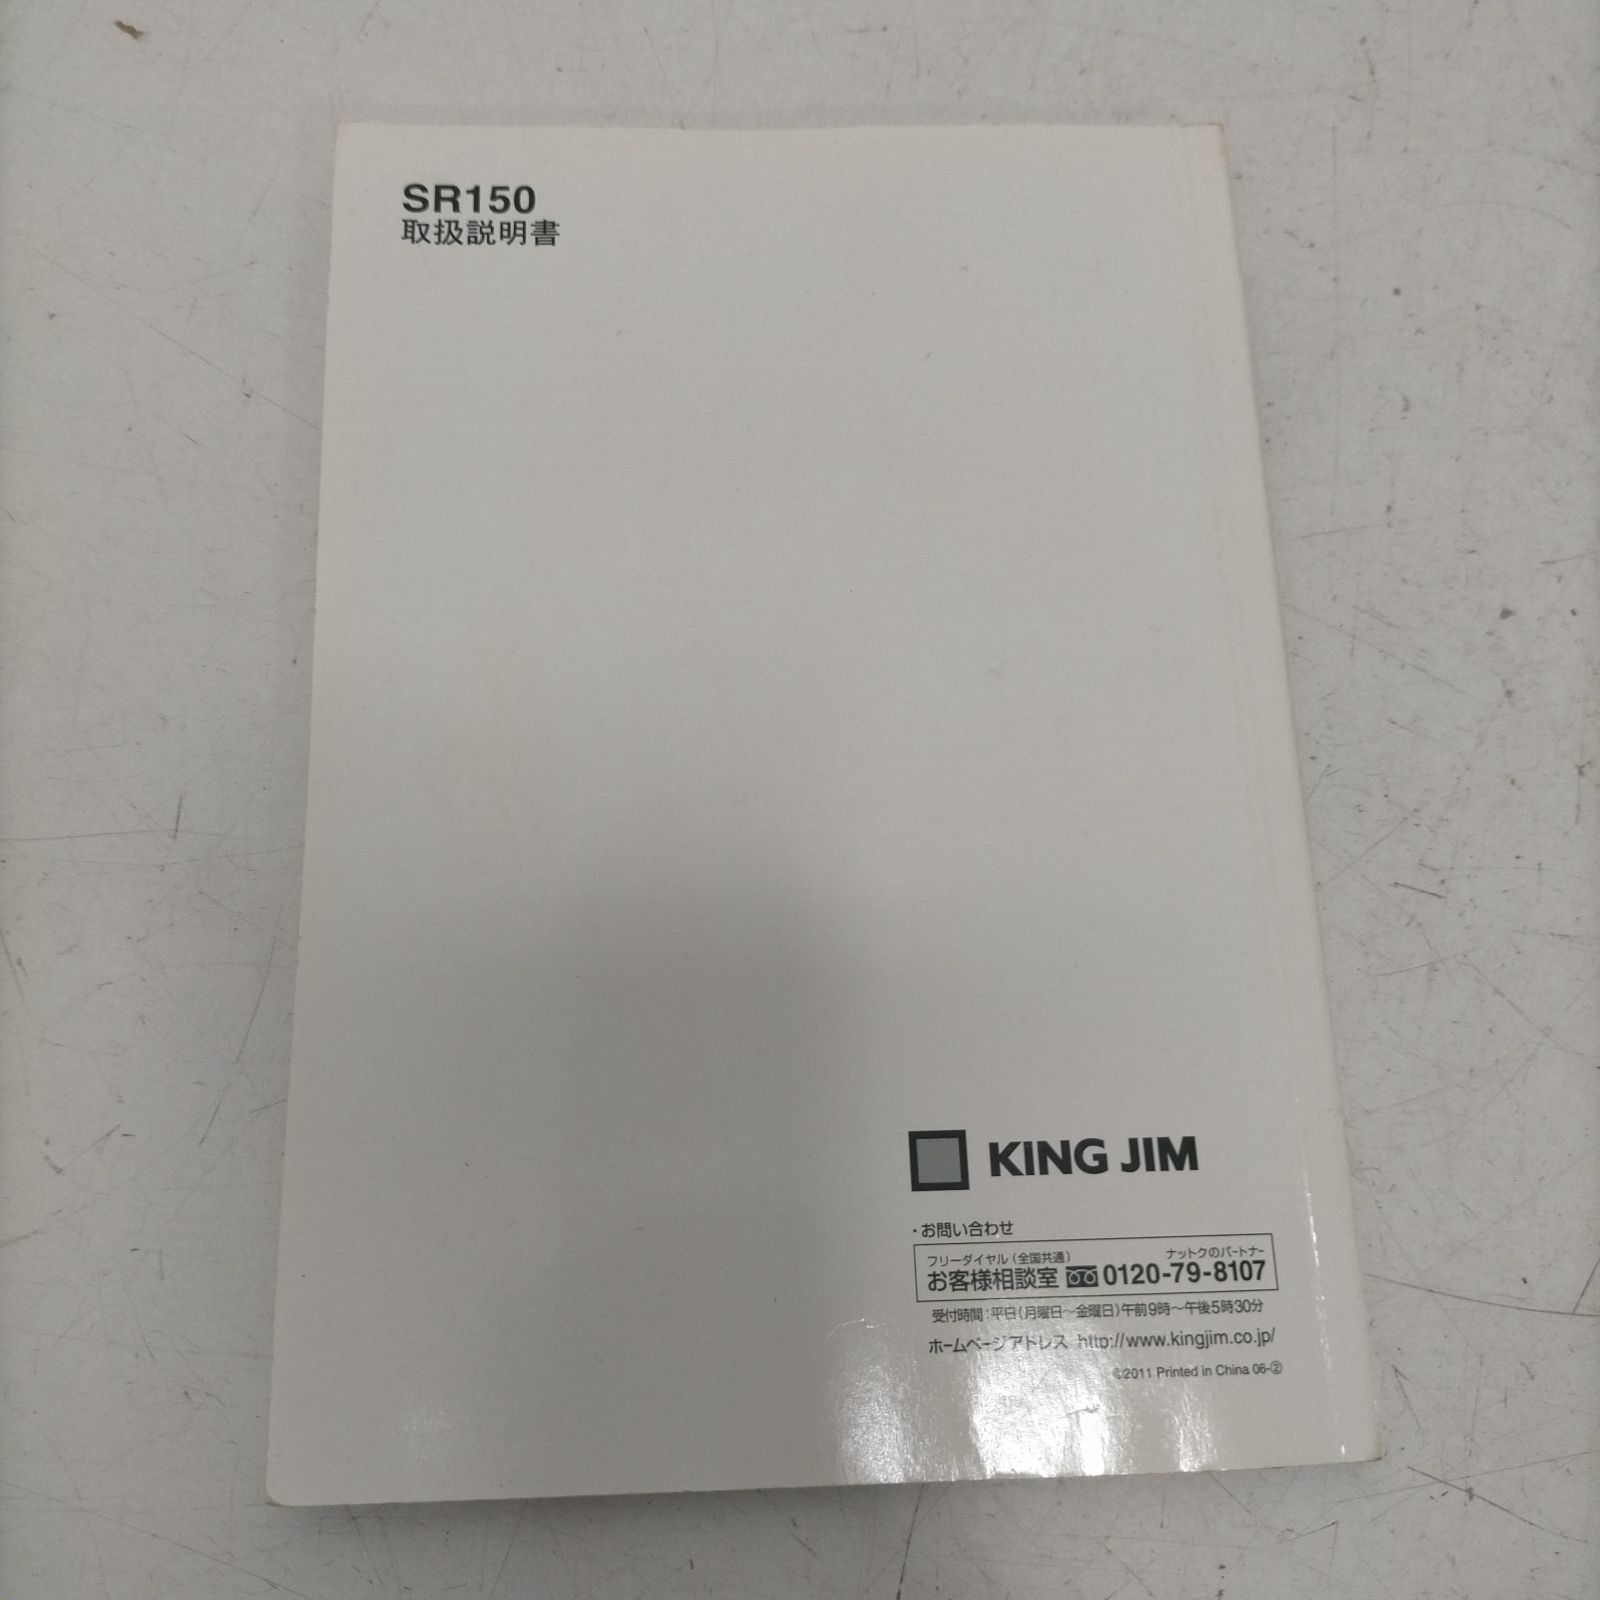 SR150
取扱説明書
KING JIM
・お問い合わせ
フリーダイヤル（全国共通） ナットクのパートナー
お客様相談室 0120-79-8107
受付時間：平日（月曜日～金曜日）午前9時～午後5時30分
ホームページアドレス http://www.kingjim.co.jp/
©2011 Printed in China 06-②